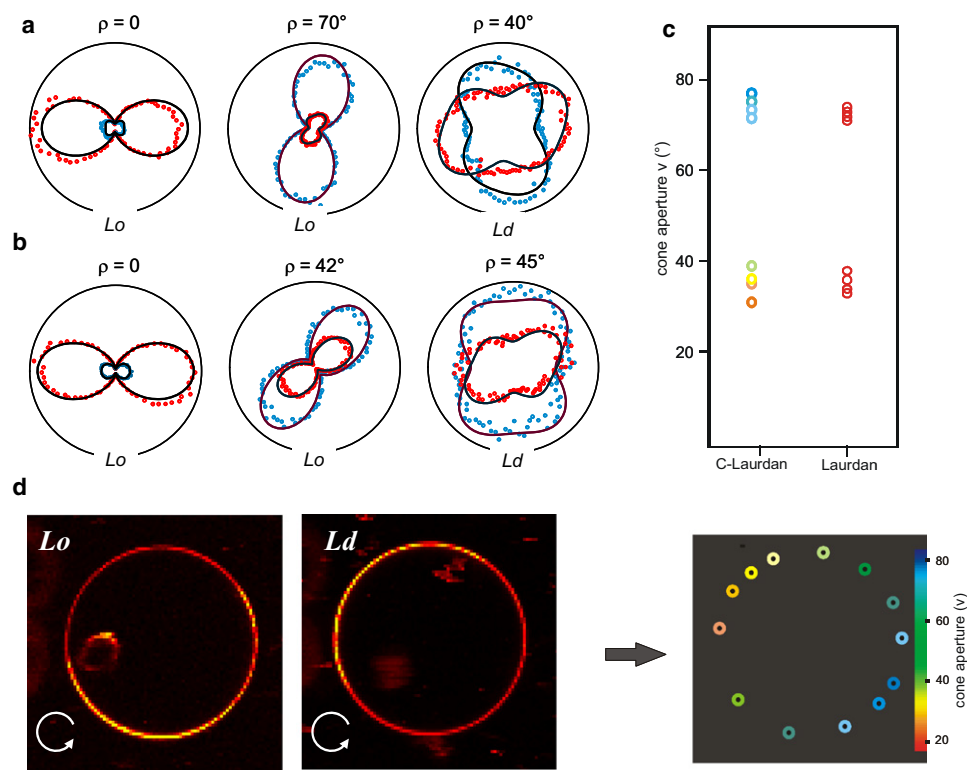 a
ρ = 0
ρ = 70°
ρ = 40°
Lo
Lo
Ld
b
ρ = 0
ρ = 42°
ρ = 45°
Lo
Lo
Ld
c
cone aperture ν (°)
80
60
40
20
C-Laurdan
Laurdan
d
Lo
Ld
80
60
40
20
cone aperture (ν)